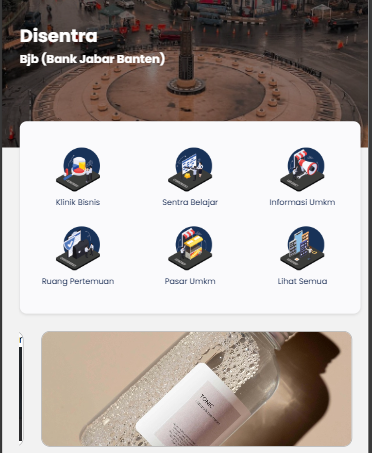 Disentra
Bjb (Bank Jabar Banten)
Klinik Bisnis
Sentra Belajar
Informasi Umkm
Ruang Pertemuan
Pasar Umkm
Lihat Semua
TONIC